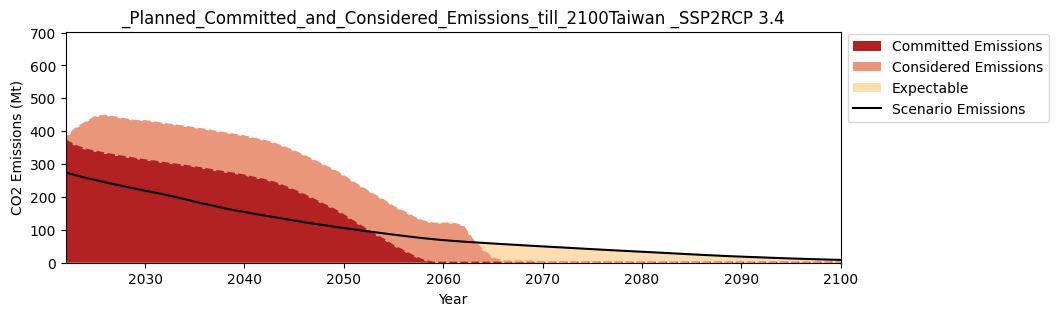 _Planned_Committed_and_Considered_Emissions_till_2100Taiwan _SSP2RCP 3.4
700
600
500
400
300
200
100
0
CO2 Emissions (Mt)
2030 2040 2050 2060 2070 2080 2090 2100
Year
Committed Emissions
Considered Emissions
Expectable
Scenario Emissions